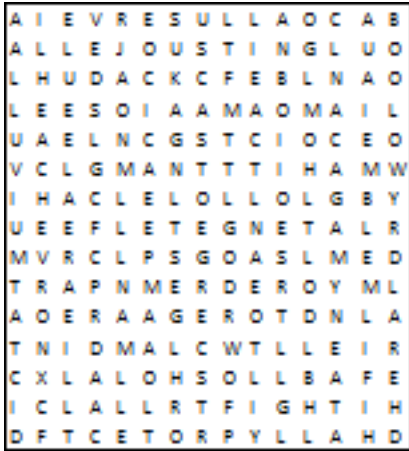 A I E V R E S U L L A O C A B
A L L E J O U S T I N G L U O
L H U D A C K C F E B L N A O
L E E S O I A A M A O M A I L
U A E L N C G S T C I O C E O
V C L G M A N T T T I H A M W
I H A C L E L O L L O L G B Y
U E E F L E T E G N E T A L R
M V R C L P S G O A S L M E D
T R A P N M E R D E R O Y M L
A O E R A A G E R O T D N L A
T N I D M A L C W T L L E I R
C X L A L O H S O L L B A F E
I C L A L L R T F I G H T I H
D F T C E T O R P Y L L A H D